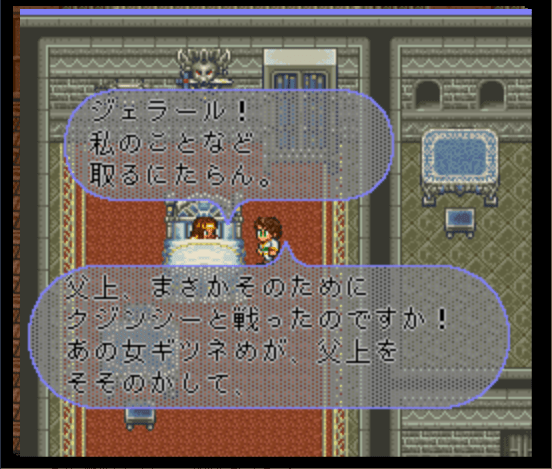 ジェラール!
私のことなど
取るにたらん。
父上、まさかそのために
クジンシーと戦ったのですか!
あの女ギツネめが、父上を
そそのがして、